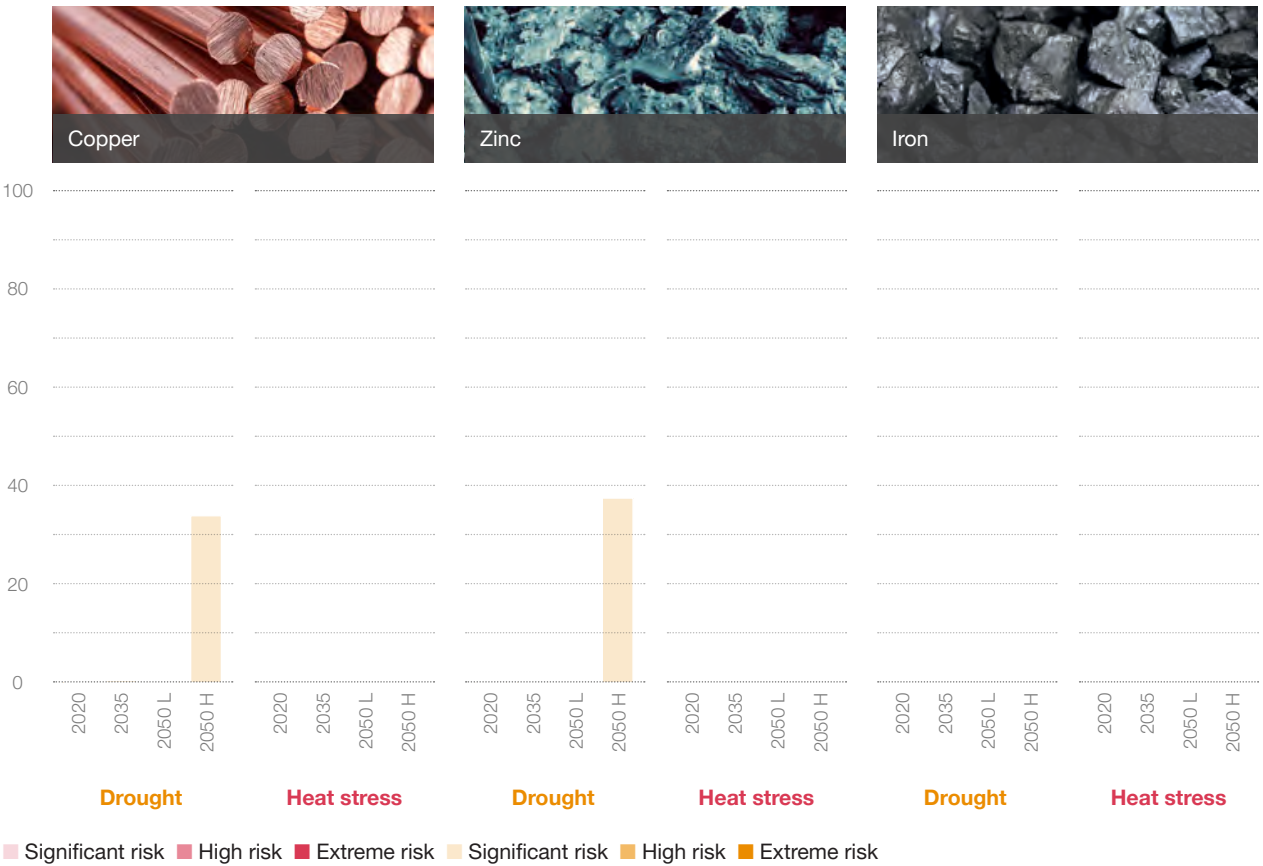 Copper Zinc Iron
100
80
60
40
20
0
2020 2035 2050 L 2050 H 2020 2035 2050 L 2050 H 2020 2035 2050 L 2050 H 2020 2035 2050 L 2050 H 2020 2035 2050 L 2050 H 2020 2035 2050 L 2050 H
Drought Heat stress Drought Heat stress Drought Heat stress
Significant risk High risk Extreme risk Significant risk High risk Extreme risk